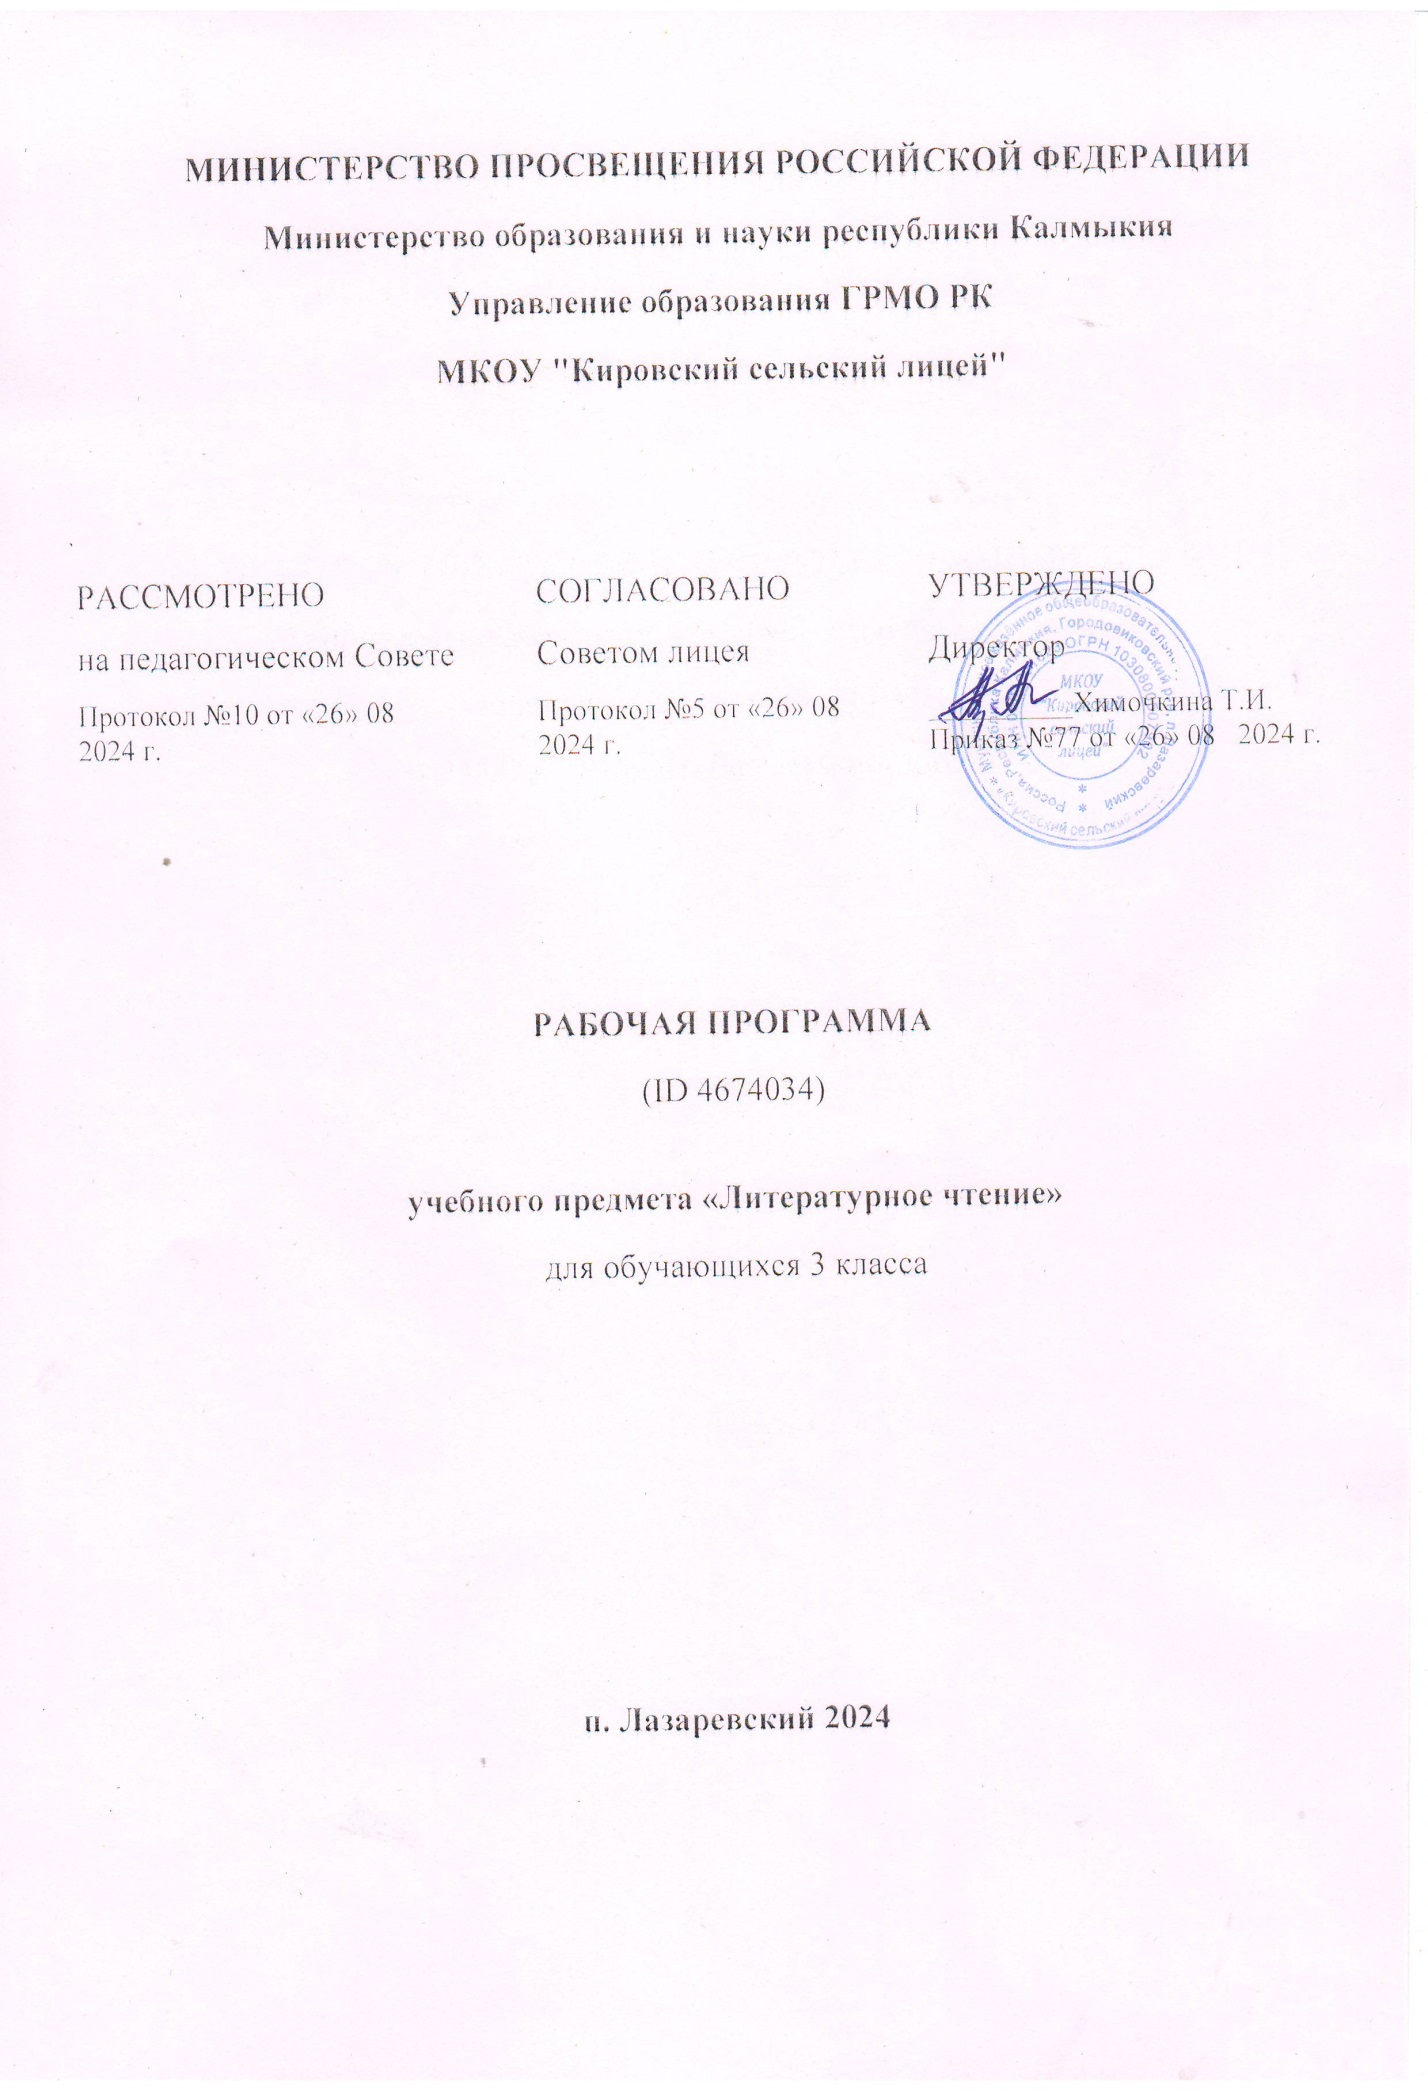 МИНИСТЕРСТВО ПРОСВЕЩЕНИЯ РОССИЙСКОЙ ФЕДЕРАЦИИ
Министерство образования и науки республики Калмыкия
Управление образования ГРМО РК
МКОУ "Кировский сельский лицей"
РАССМОТРЕНО
на педагогическом Совете
Протокол №10 от «26» 08
2024 г.
СОГЛАСОВАНО
Советом лицея
Протокол №5 от «26» 08
2024 г.
УТВЕРЖДЕНО
Директор
Химочкина Т.И.
Приказ №77 от «26» 08 2024 г.
МКОУ
лицей
РАБОЧАЯ ПРОГРАММА
(ID 4674034)
учебного предмета «Литературное чтение»
для обучающихся 3 класса
п. Лазаревский 2024